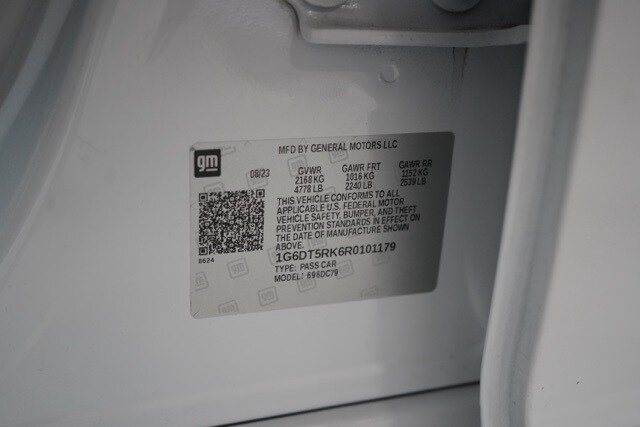 MFD BY GENERAL MOTORS LLC
gm
08/23 GVWR GAWR FRT GAWR RR
2168 KG 1016 KG 1152 KG
4778 LB 2240 LB 2539 LB
THIS VEHICLE CONFORMS TO ALL
APPLICABLE U.S. FEDERAL MOTOR
VEHICLE SAFETY, BUMPER, AND THEFT
PREVENTION STANDARDS IN EFFECT ON
THE DATE OF MANUFACTURE SHOWN
ABOVE.
1G6DT5RK6R0101179
8624
TYPE: PASS CAR
MODEL: 696DC79